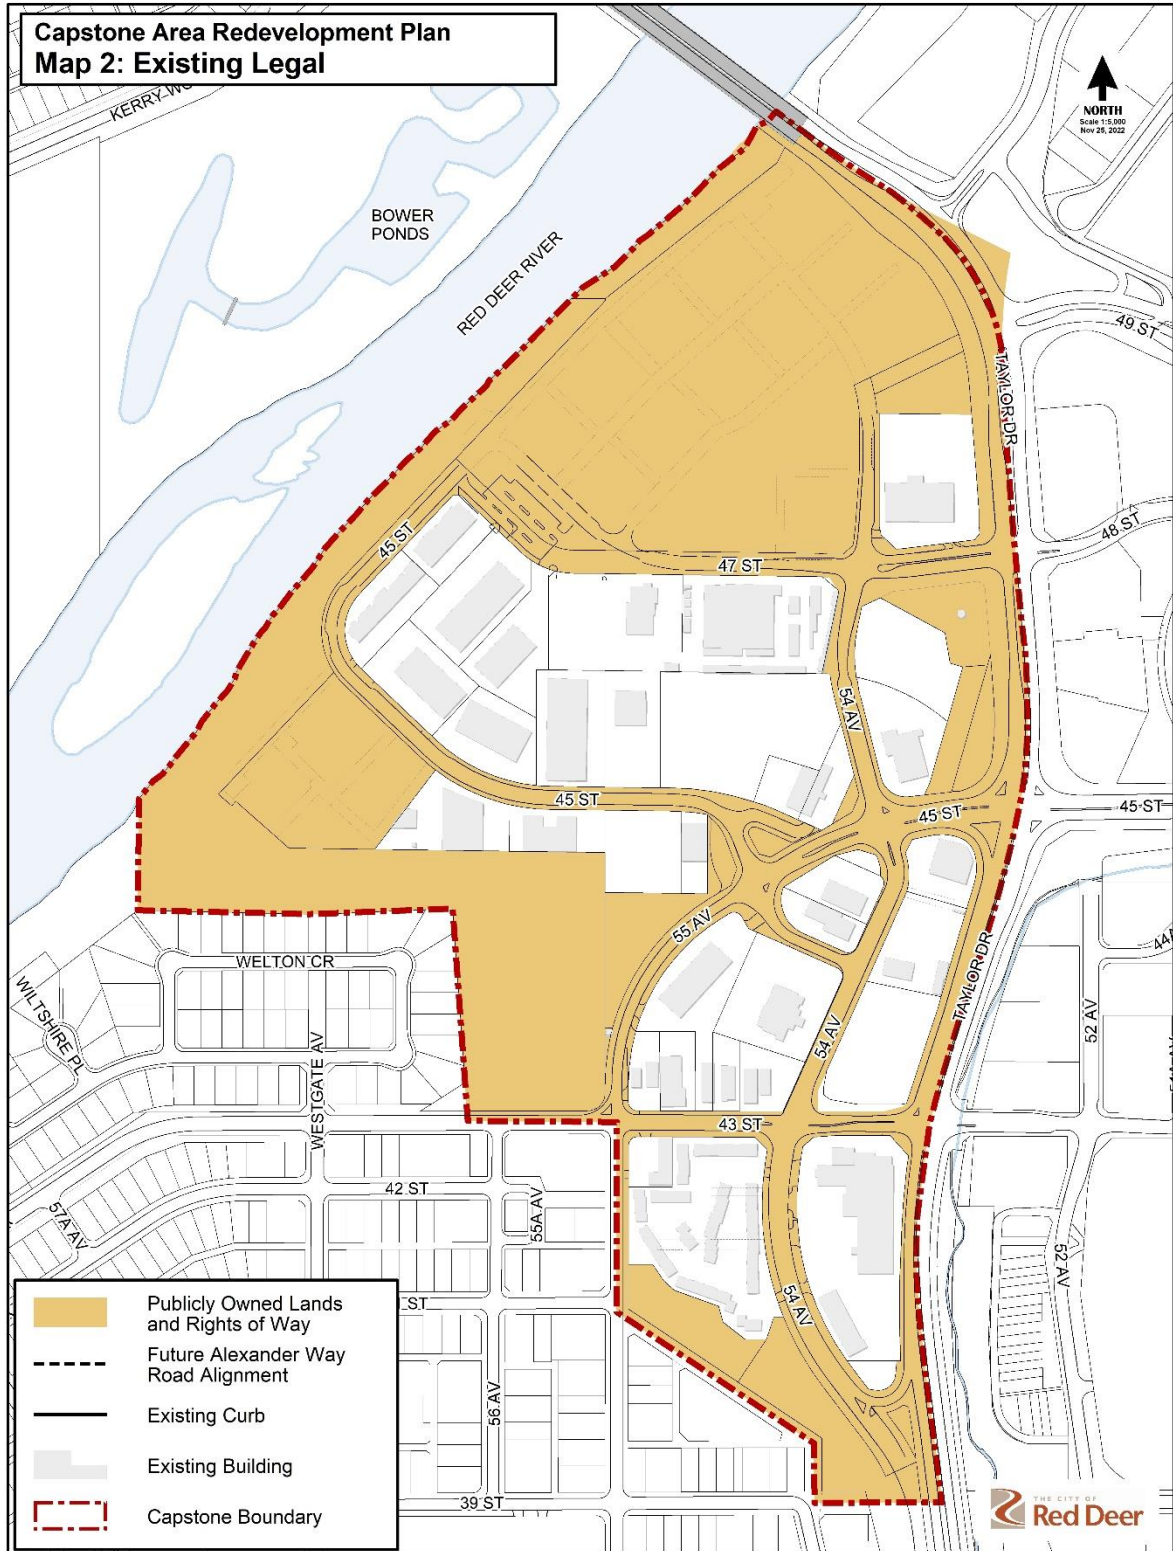 Capstone Area Redevelopment Plan
Map 2: Existing Legal
NORTH
Scale 1:5,000
Nov 25, 2022
BOWER
PONDS
RED DEER RIVER
49 ST
TAYLOR DR
48 ST
45 ST
47 ST
54 AV
45 ST
45 ST
45 ST
55 AV
WELTON CR
WILTSHIRE PL
WESTGATE AV
TAYLOR DR
52 AV
54 AV
43 ST
42 ST
55A AV
57A AV
52 AV
54 AV
ST
56 AV
39 ST
Publicly Owned Lands
and Rights of Way
Future Alexander Way
Road Alignment
Existing Curb
Existing Building
Capstone Boundary
THE CITY OF
Red Deer